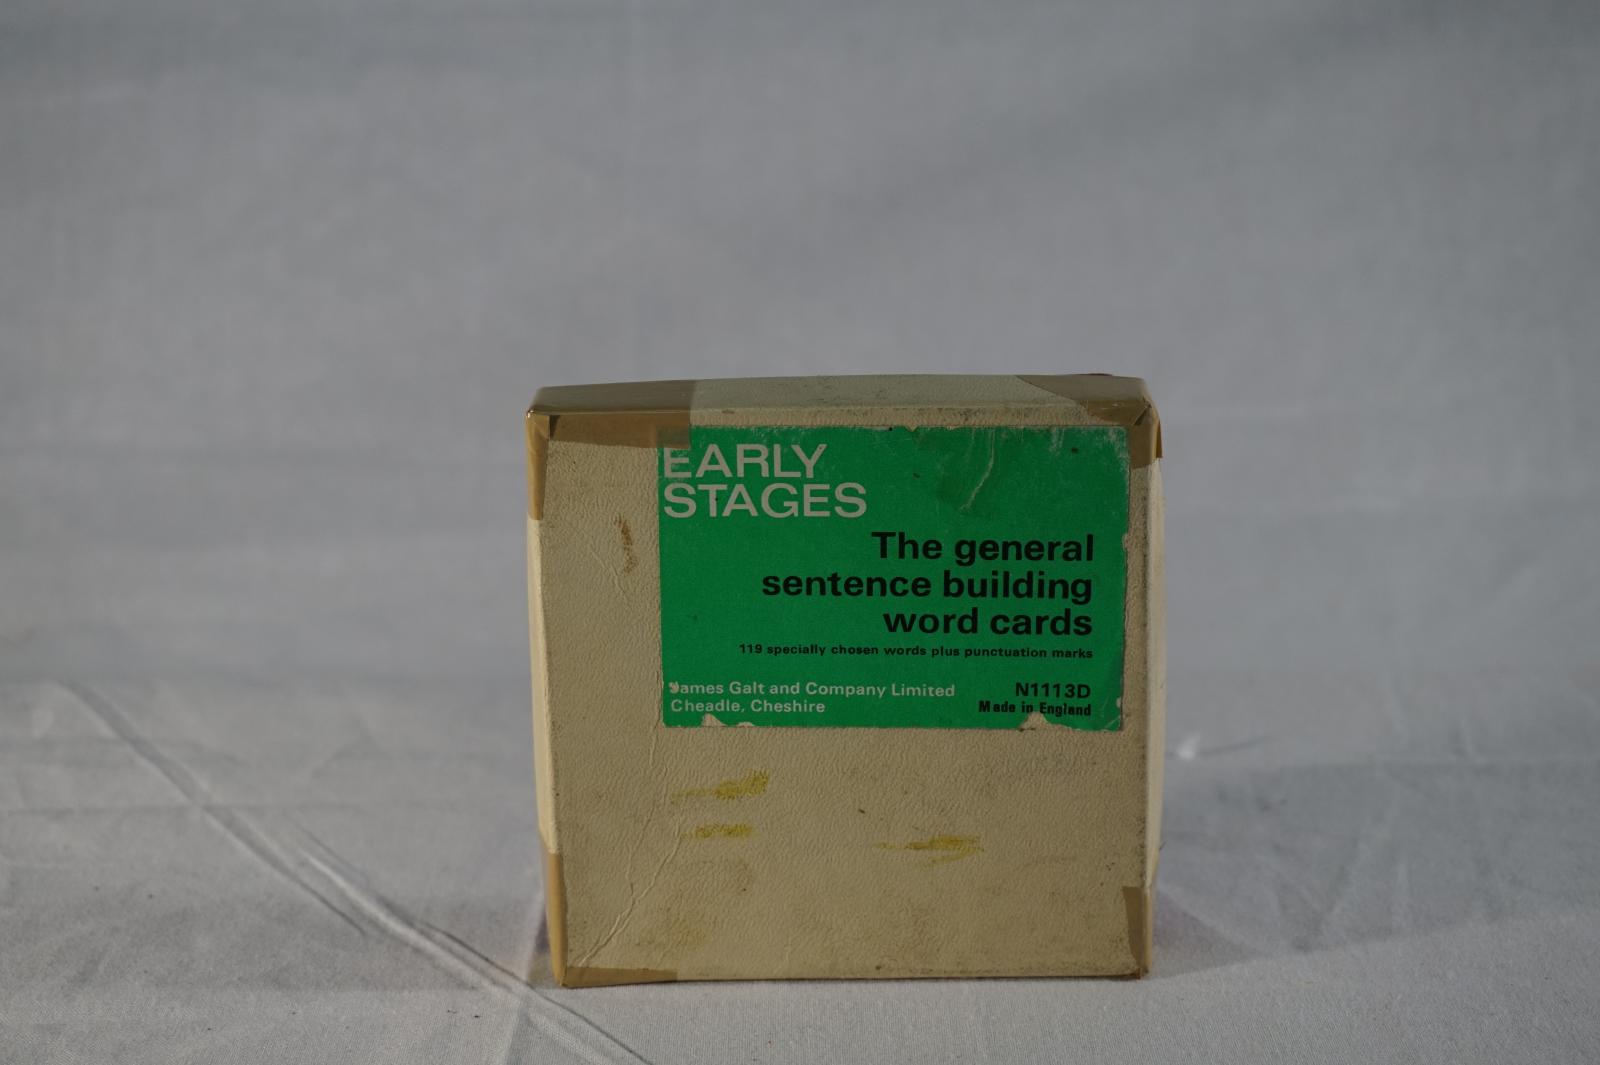 EARLY
STAGES
The general
sentence building
word cards
119 specially chosen words plus punctuation marks
James Galt and Company Limited
Cheadle, Cheshire
N1113D
Made in England